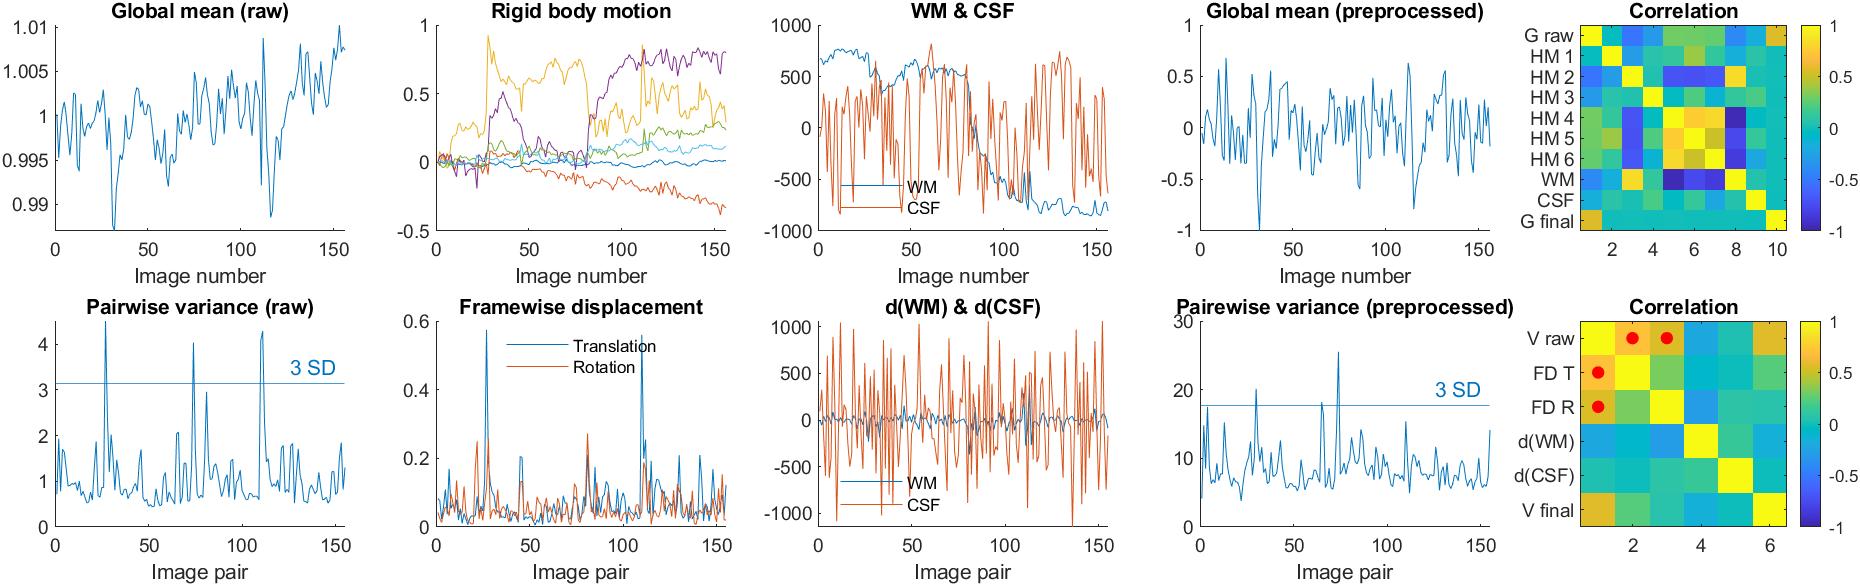 Global mean (raw)
1.01
1.005
1
0.995
0.99
0 50 100 150
Image number
Rigid body motion
1
0.5
0
-0.5
0 50 100 150
Image number
WM & CSF
1000
500
0
-500
-1000
WM
CSF
0 50 100 150
Image number
Global mean (preprocessed)
1
0.5
0
-0.5
-1
0 50 100 150
Image number
Correlation
G raw
HM 1
HM 2
HM 3
HM 4
HM 5
HM 6
WM
CSF
G final
2 4 6 8 10
1
0.5
0
-0.5
-1
Pairwise variance (raw)
4
3
2
1
0
3 SD
0 50 100 150
Image pair
Framewise displacement
0.6
0.4
0.2
0
Translation
Rotation
0 50 100 150
Image pair
d(WM) & d(CSF)
1000
500
0
-500
-1000
WM
CSF
0 50 100 150
Image pair
Pairewise variance (preprocessed)
30
20
10
0
3 SD
0 50 100 150
Image pair
Correlation
V raw
FD T
FD R
d(WM)
d(CSF)
V final
2 4 6
1
0.5
0
-0.5
-1